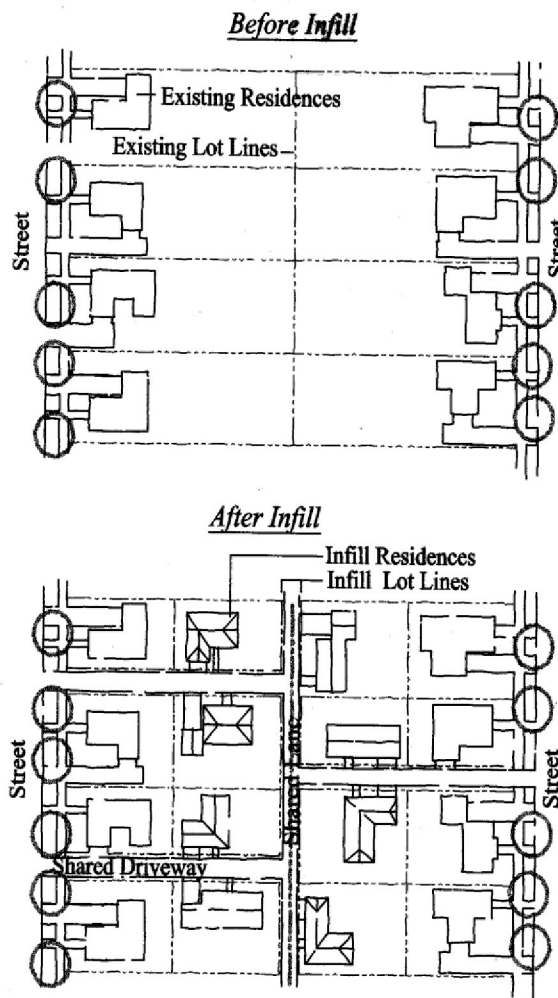 Before Infill
Existing Residences
Existing Lot Lines
Street
Street
After Infill
Infill Residences
Infill Lot Lines
Street
Shared Lane
Street
Shared Driveway